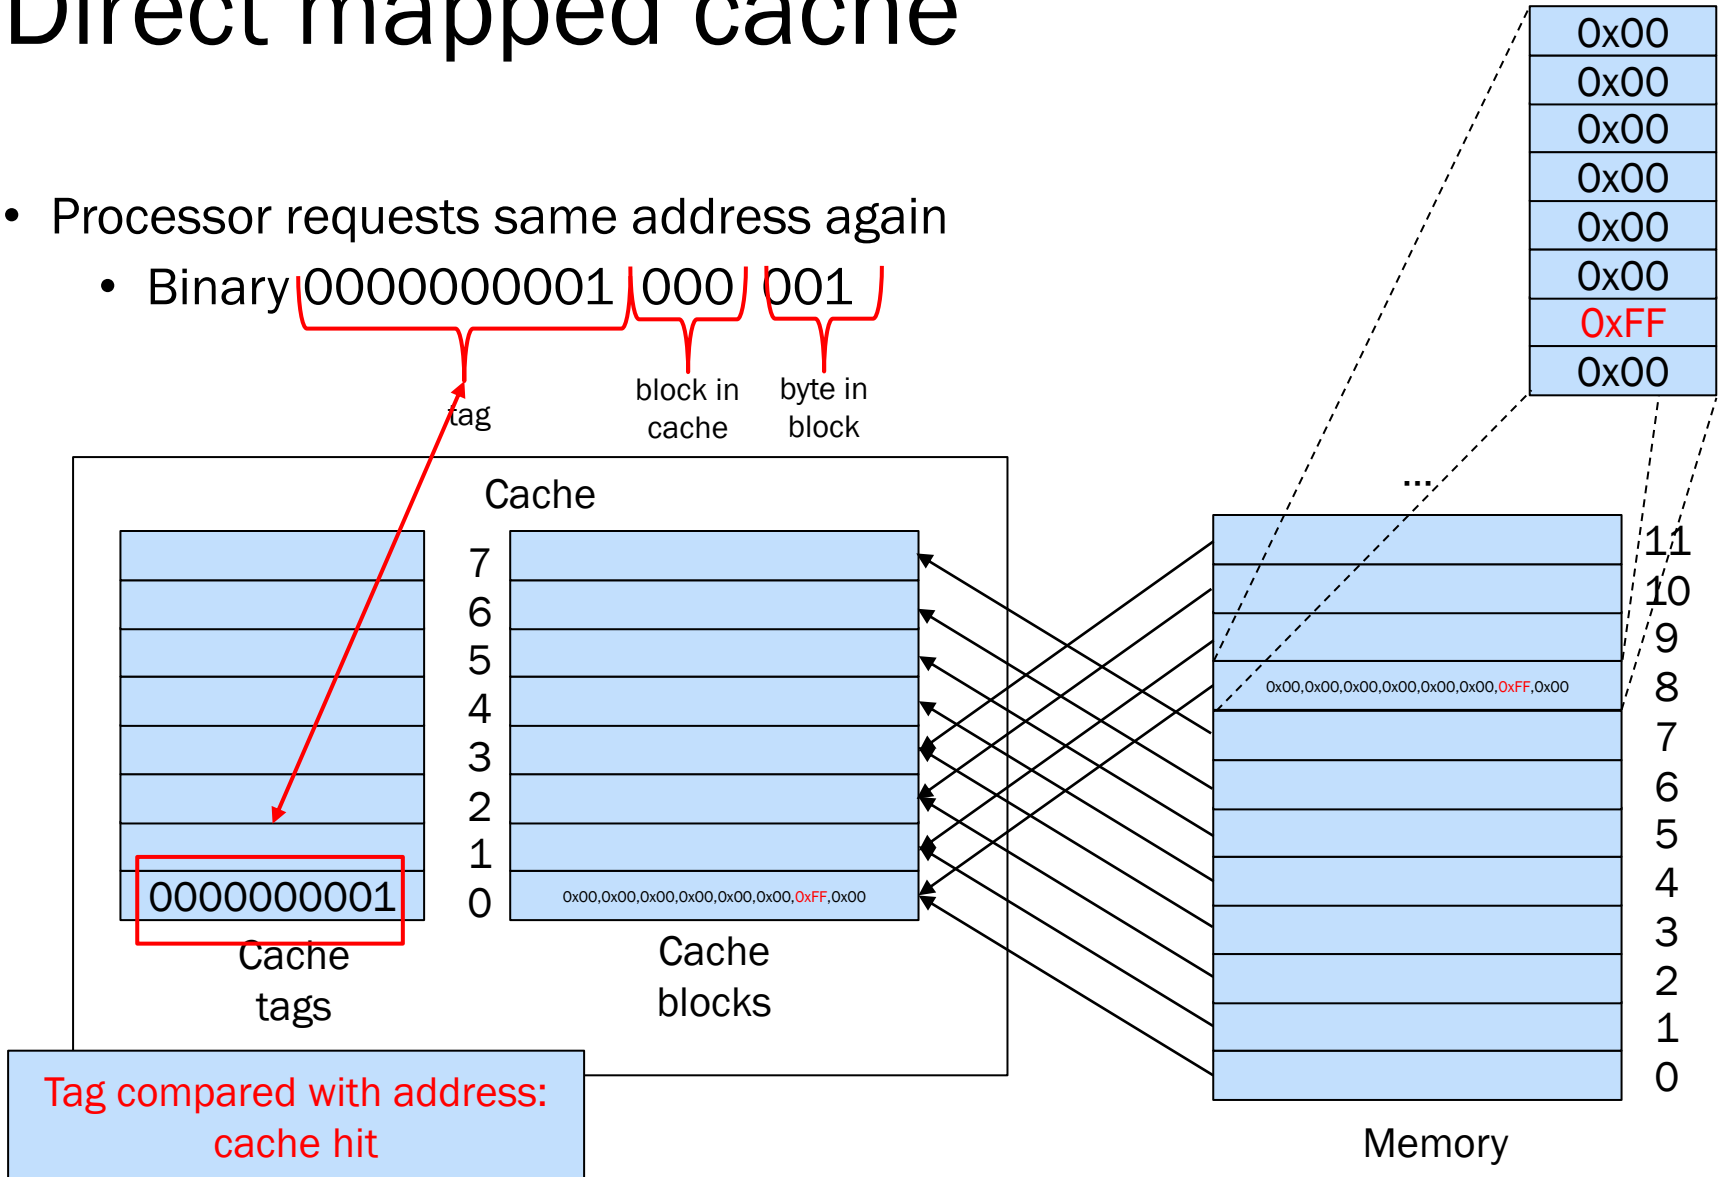 Direct mapped cache
• Processor requests same address again
• Binary 0000000001 000 001
tag
block in
cache
byte in
block
0x00
0x00
0x00
0x00
0x00
0x00
0xFF
0x00
Cache
7
6
5
4
3
2
1
0
0000000001
0x00,0x00,0x00,0x00,0x00,0x00,0xFF,0x00
Cache
tags
Cache
blocks
...
11
10
9
8
7
6
5
4
3
2
1
0
0x00,0x00,0x00,0x00,0x00,0x00,0xFF,0x00
Memory
Tag compared with address:
cache hit